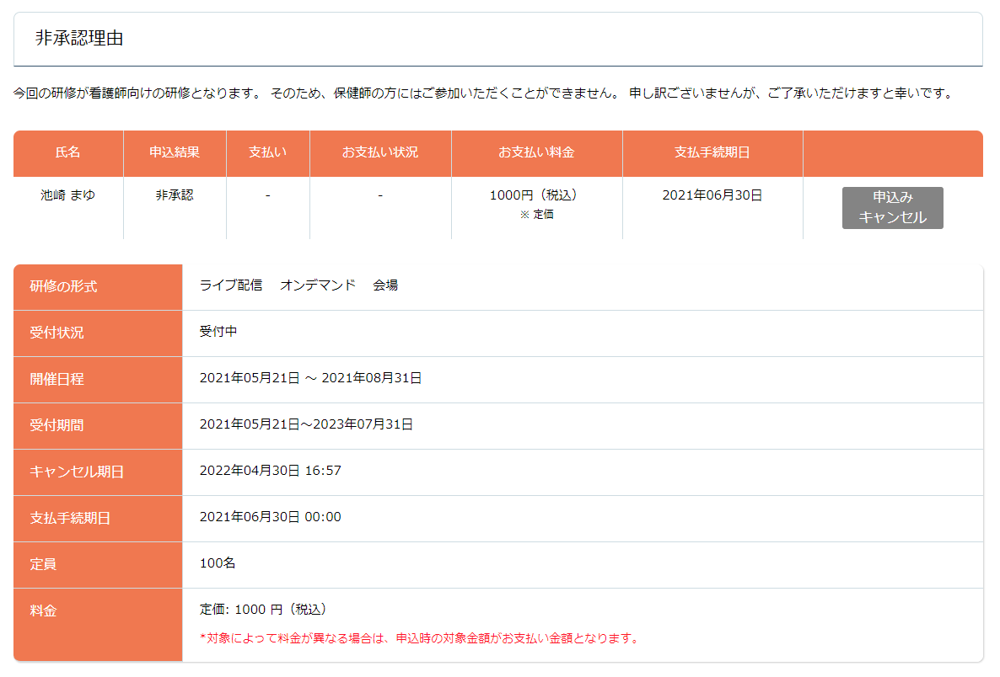 非承認理由
今回の研修が看護師向けの研修となります。 そのため、保健師の方にはご参加いただくことができません。 申し訳ございませんが、ご了承いただけますと幸いです。
氏名 申込結果 支払い お支払い状況 お支払い料金 支払手続期日
池崎 まゆ 非承認 - - 1000円（税込） 2021年06月30日 申込み
※ 定価 キャンセル
研修の形式 ライブ配信 オンデマンド 会場
受付状況 受付中
開催日程 2021年05月21日 ～ 2021年08月31日
受付期間 2021年05月21日～2023年07月31日
キャンセル期日 2022年04月30日 16:57
支払手続期日 2021年06月30日 00:00
定員 100名
料金 定価: 1000 円（税込）
*対象によって料金が異なる場合は、申込時の対象金額がお支払い金額となります。